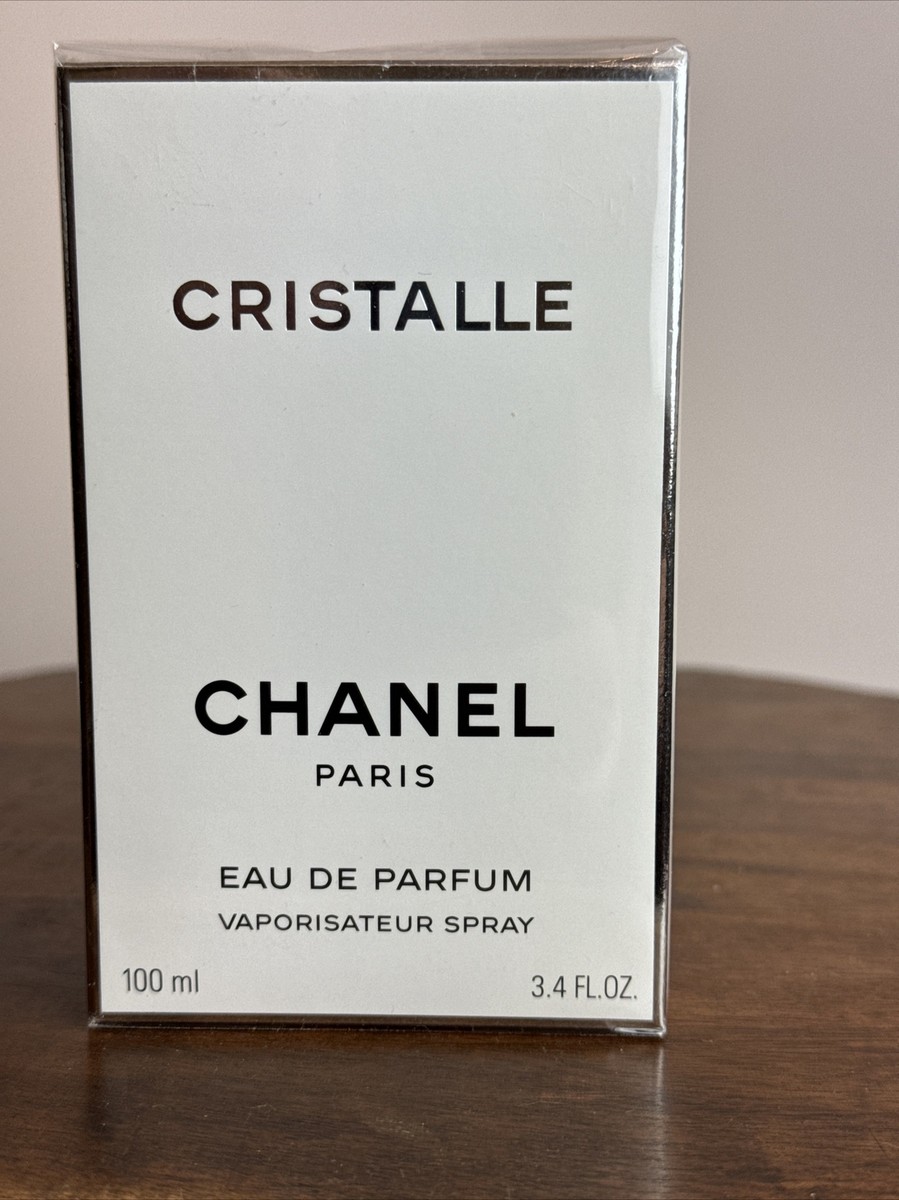 CRISTALLE
CHANEL
PARIS
EAU DE PARFUM
VAPORISATEUR SPRAY
100 ml 3.4 FL.OZ.